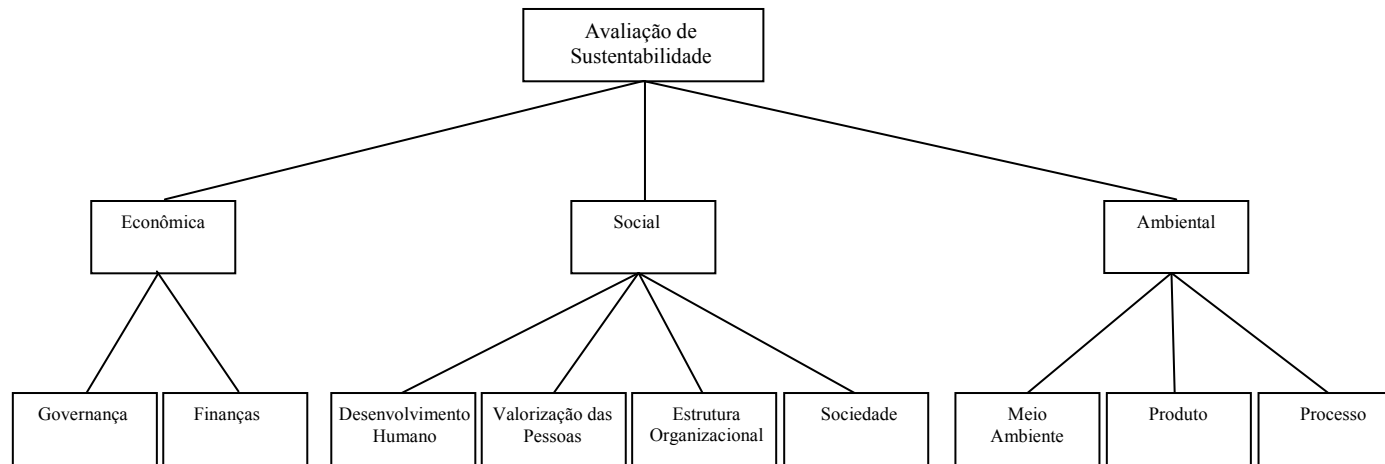 Avaliação de
Sustentabilidade
Econômica
Social
Ambiental
Governança
Finanças
Desenvolvimento
Humano
Valorização das
Pessoas
Estrutura
Organizacional
Sociedade
Meio
Ambiente
Produto
Processo